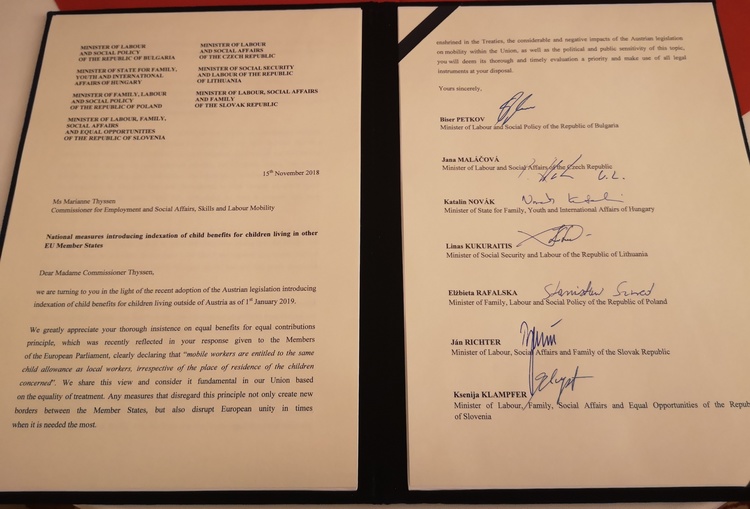 MINISTER OF LABOUR
AND SOCIAL POLICY
OF THE REPUBLIC OF BULGARIA
MINISTER OF STATE FOR FAMILY,
YOUTH AND INTERNATIONAL
AFFAIRS OF HUNGARY
MINISTER OF FAMILY, LABOUR
AND SOCIAL POLICY
OF THE REPUBLIC OF POLAND
MINISTER OF LABOUR, FAMILY,
SOCIAL AFFAIRS
AND EQUAL OPPORTUNITIES
OF THE REPUBLIC OF SLOVENIA
MINISTER OF LABOUR
AND SOCIAL AFFAIRS
OF THE CZECH REPUBLIC
MINISTER OF SOCIAL SECURITY
AND LABOUR OF THE REPUBLIC
OF LITHUANIA
MINISTER OF LABOUR, SOCIAL AFFAIRS
AND FAMILY
OF THE SLOVAK REPUBLIC
15th November 2018
Ms Marianne Thyssen
Commissioner for Employment and Social Affairs, Skills and Labour Mobility
National measures introducing indexation of child benefits for children living in other
EU Member States
Dear Madame Commissioner Thyssen,
we are turning to you in the light of the recent adoption of the Austrian legislation introducing
indexation of child benefits for children living outside of Austria as of 1st January 2019.
We greatly appreciate your thorough insistence on equal benefits for equal contributions
principle, which was recently reflected in your response given to the Members
of the European Parliament, clearly declaring that "mobile workers are entitled to the same
child allowance as local workers, irrespective of the place of residence of the children
concerned". We share this view and consider it fundamental in our Union based
on the equality of treatment. Any measures that disregard this principle not only create new
borders between the Member States, but also disrupt European unity in times
when it is needed the most.
enshrined in the Treaties, the considerable and negative impacts of the Austrian legislation
on mobility within the Union, as well as the political and public sensitivity of this topic,
you will deem its thorough and timely evaluation a priority and make use of all legal
instruments at your disposal.
Yours sincerely,
Biser PETKOV
Minister of Labour and Social Policy of the Republic of Bulgaria
Jana MALÁČOVÁ
Minister of Labour and Social Affairs of the Czech Republic
Katalin NOVÁK
Minister of State for Family, Youth and International Affairs of Hungary
Linas KUKURAITIS
Minister of Social Security and Labour of the Republic of Lithuania
Elżbieta RAFALSKA Stanisław Szwed
Minister of Family, Labour and Social Policy of the Republic of Poland
Ján RICHTER
Minister of Labour, Social Affairs and Family of the Slovak Republic
Ksenija KLAMPFER
Minister of Labour, Family, Social Affairs and Equal Opportunities of the Repub
of Slovenia